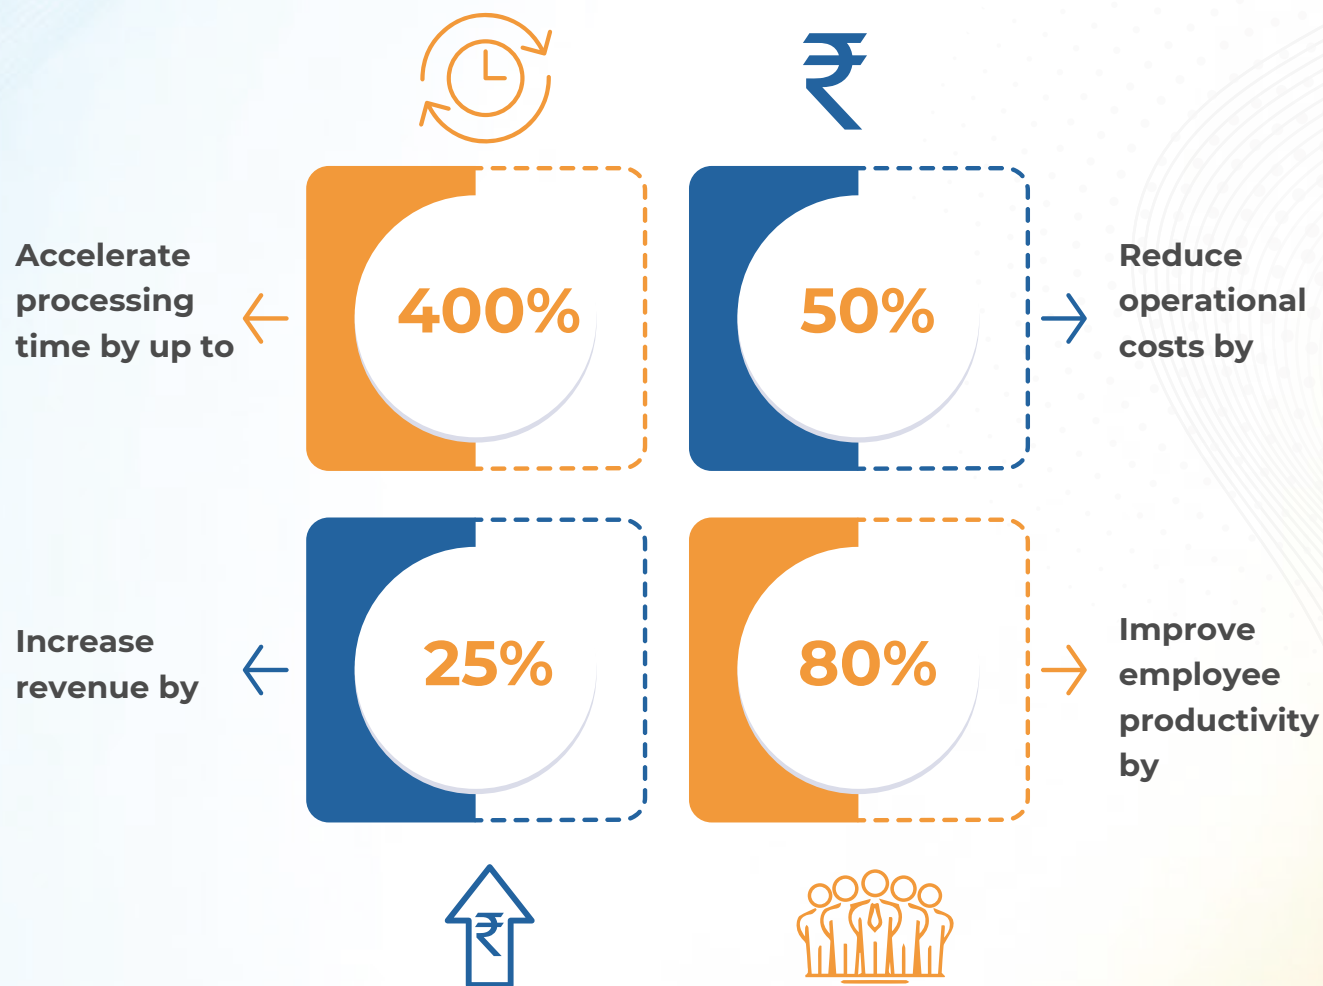 ₹
Accelerate
processing
time by up to
400%
50%
Reduce
operational
costs by
Increase
revenue by
25%
80%
Improve
employee
productivity
by
₹